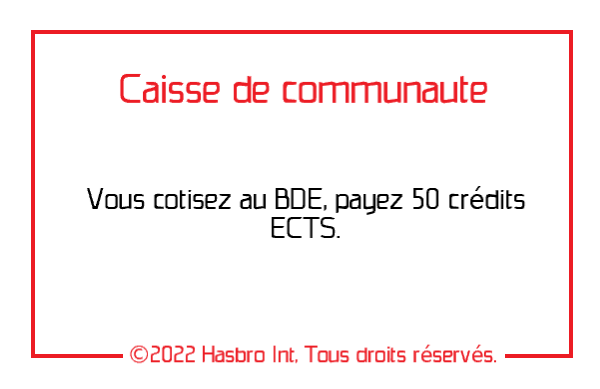 Caisse de communaute
Vous cotisez au BDE, payez 50 crédits
ECTS.
©2022 Hasbro Int. Tous droits réservés.